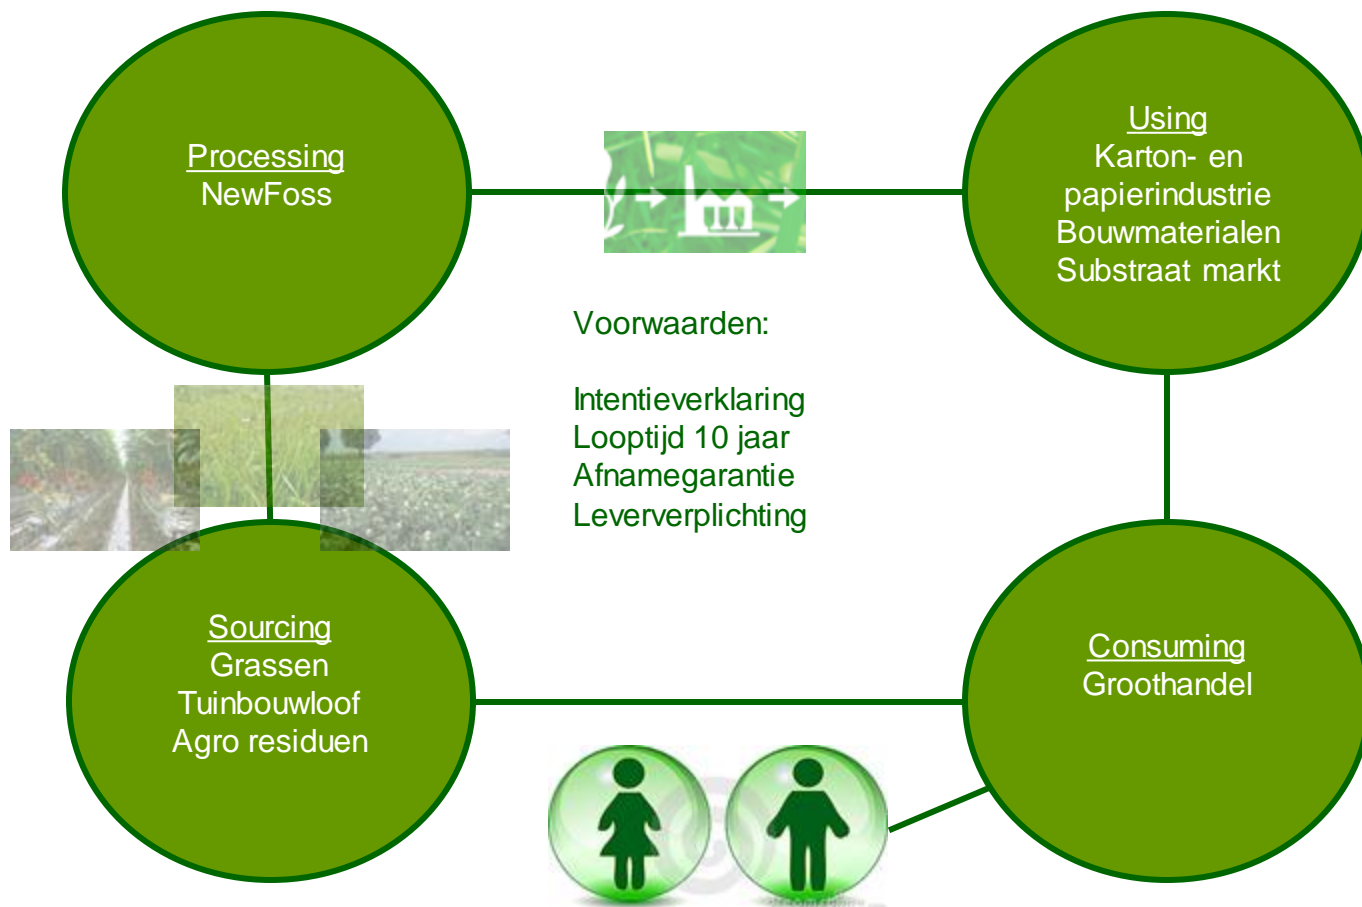 Processing
NewFoss
Using
Karton- en
papierindustrie
Bouwmaterialen
Substraat markt
Voorwaarden:
Intentieverklaring
Looptijd 10 jaar
Afnamegarantie
Leververplichting
Sourcing
Grassen
Tuinbouwloof
Agro residuen
Consuming
Groothandel